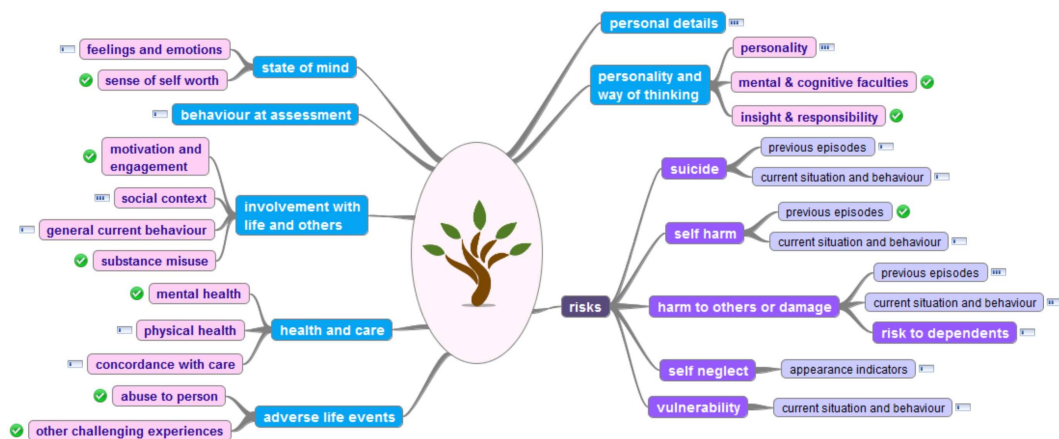 feelings and emotions
sense of self worth
state of mind
behaviour at assessment
motivation and
engagement
social context
general current behaviour
substance misuse
involvement with
life and others
mental health
physical health
concordance with care
health and care
abuse to person
other challenging experiences
adverse life events
personal details
personality and
way of thinking
personality
mental & cognitive faculties
insight & responsibility
risks
suicide
previous episodes
current situation and behaviour
self harm
previous episodes
current situation and behaviour
harm to others or damage
previous episodes
current situation and behaviour
risk to dependents
self neglect
appearance indicators
vulnerability
current situation and behaviour